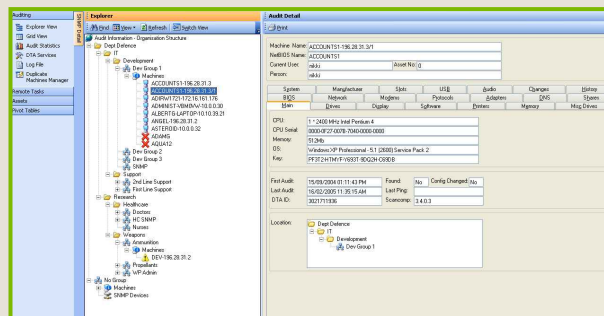 Auditing
Explorer View
Grid View
Audit Statistics
DTA Services
Log File
Duplicate
Machines Manager
Remote Tasks
Assets
Pivot Tables
SNMP Detail
Explorer
Find View Refresh Switch View
Audit Information - Organisation Structure
Dept Defence
IT
Development
Dev Group 1
Machines
ACCOUNTS1-196.28.31.3
ACCOUNTS1-196.28.31.3/1
ADIRW1721-172.16.161.176
ADMINIST-VBW0VW-10.0.0.30
ALBERTG-LAPTOP-10.10.39.21
ANGEL-196.28.31.2
ASTEROID-10.0.0.32
ADAMG
AQUA12
Dev Group 2
Dev Group 3
SNMP
Support
2nd Line Support
First Line Support
Research
Healthcare
Doctors
HC SNMP
Nurses
Weapons
Ammunition
Machines
DEV-196.28.31.2
Propellants
WP Admin
No Group
Machines
SNMP Devices
Audit Detail
Print
Machine Name: ACCOUNTS1-196.28.31.3/1
NetBIOS Name: ACCOUNTS1
Current User: nikki Asset No: 0
Person: nikki
System Manufacturer Slots USB Audio Changes History
BIOS Network Modems Protocols Adapters DNS Shares
Main Drives Display Software Printers Memory Msg Drives
CPU: 1 * 2400 MHz Intel Pentium 4
CPU Serial: 0000-0F27-0078-7040-0000-0000
Memory: 512Mb
OS: Windows XP Professional - 5.1 (2600) Service Pack 2
Key: PF3T2-HTMYF-Y693T-9DQ2H-C69DB
First Audit: 15/09/2004 01:11:43 PM Found: No Config Changed: No
Last Audit: 16/02/2005 11:35:15 AM Last Ping:
DTA ID: 3021711936 Scancomp: 3.4.0.3
Location:
Dept Defence
IT
Development
Dev Group 1